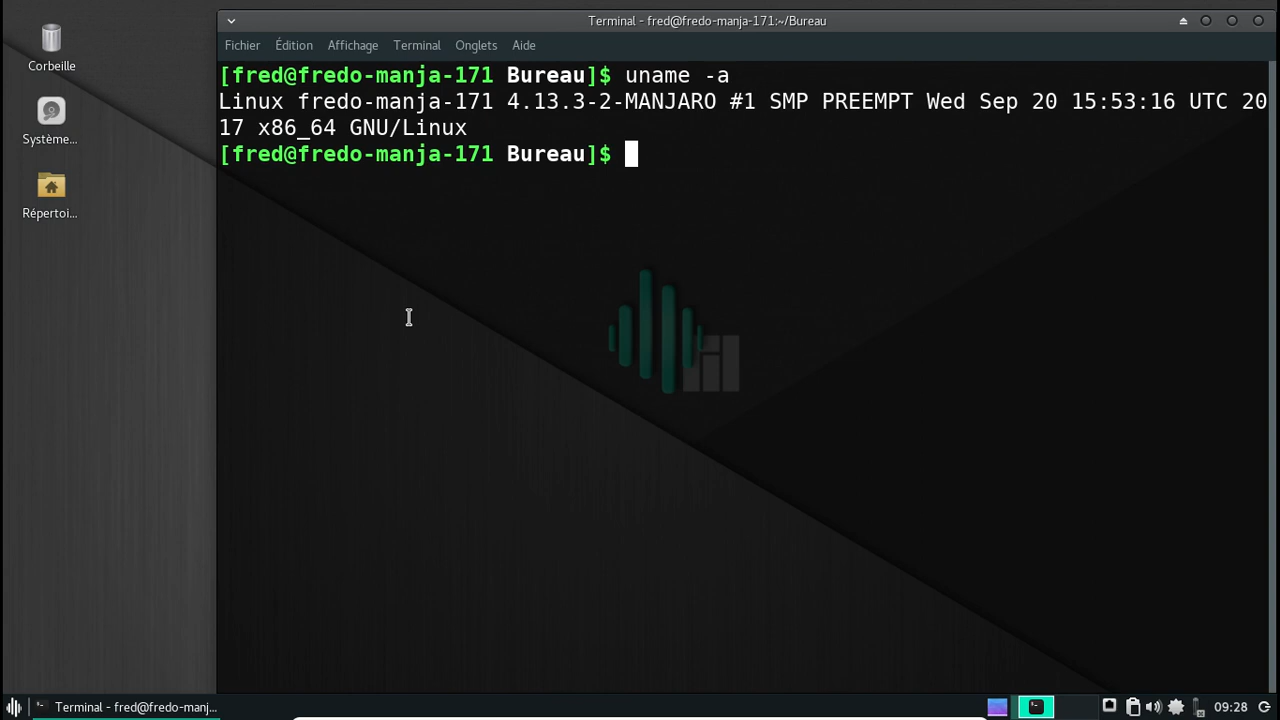 Terminal - fred@fredo-manja-171:~/Bureau
Fichier Édition Affichage Terminal Onglets Aide
[fred@fredo-manja-171 Bureau]$ uname -a
Linux fredo-manja-171 4.13.3-2-MANJARO #1 SMP PREEMPT Wed Sep 20 15:53:16 UTC 20
17 x86_64 GNU/Linux
[fred@fredo-manja-171 Bureau]$
Corbeille
Système...
Répertoi...
Terminal - fred@fredo-manj...
09:28